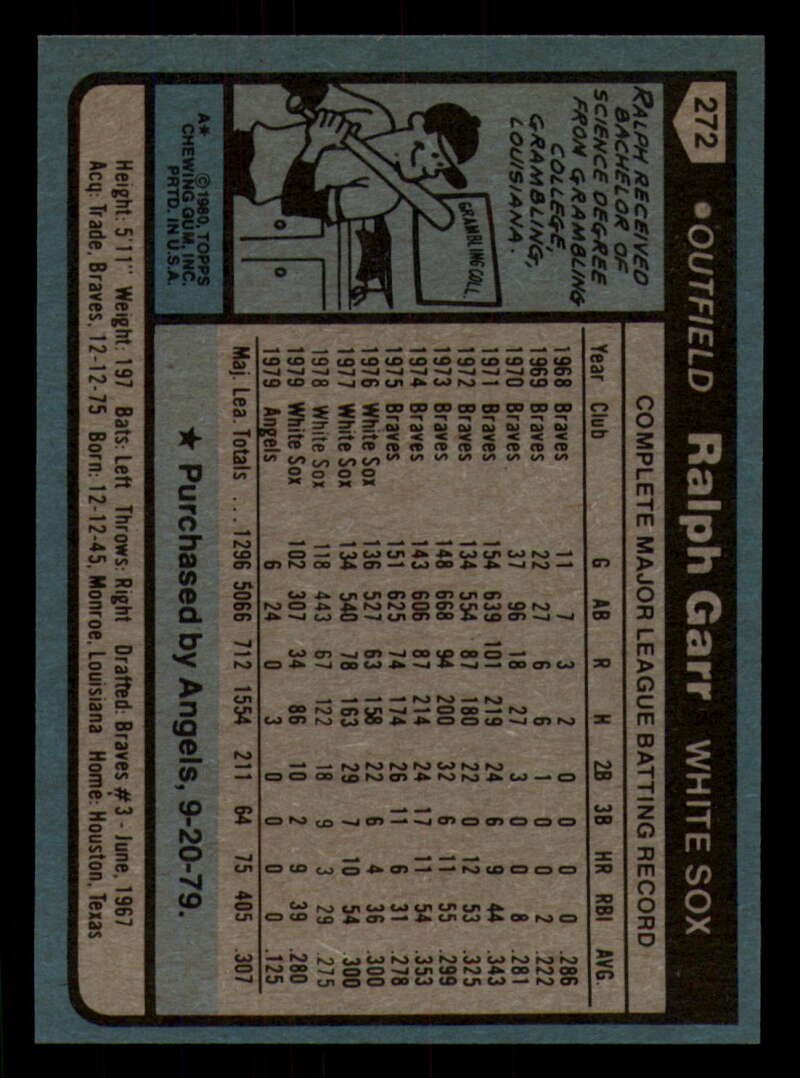 272 • OUTFIELD Ralph Garr WHITE SOX
RALPH RECEIVED
BACHELOR OF
SCIENCE DEGREE
FROM GRAMBLING
COLLEGE,
GRAMBLING,
LOUISIANA.
GRAMBLING COLL.
A* ©1980, TOPPS
CHEWING GUM, INC.
PRTD. IN U.S.A.
COMPLETE MAJOR LEAGUE BATTING RECORD
Year Club G AB R H 2B 3B HR RBI AVG.
1968 Braves 11 7 3 2 0 0 0 0 .286
1969 Braves 22 27 6 6 1 0 0 2 .222
1970 Braves 37 96 18 27 3 0 0 8 .281
1971 Braves 154 639 101 219 24 6 9 44 .343
1972 Braves 134 554 87 180 22 0 12 53 .325
1973 Braves 148 668 94 200 32 6 11 55 .299
1974 Braves 143 606 87 214 24 17 11 54 .353
1975 Braves 151 625 74 174 26 11 6 31 .278
1976 White Sox 136 527 63 158 22 6 4 36 .300
1977 White Sox 134 540 78 163 29 7 10 54 .300
1978 White Sox 118 443 67 122 18 9 3 29 .275
1979 White Sox 102 307 34 86 10 2 9 39 .280
1979 Angels 6 24 0 3 0 0 0 0 .125
Maj. Lea. Totals ... 1296 5066 712 1554 211 64 75 405 .307
★ Purchased by Angels, 9-20-79.
Height: 5'11" Weight: 197 Bats: Left Throws: Right Drafted: Braves #3 - June, 1967
Acq: Trade, Braves, 12-12-75 Born: 12-12-45, Monroe, Louisiana Home: Houston, Texas